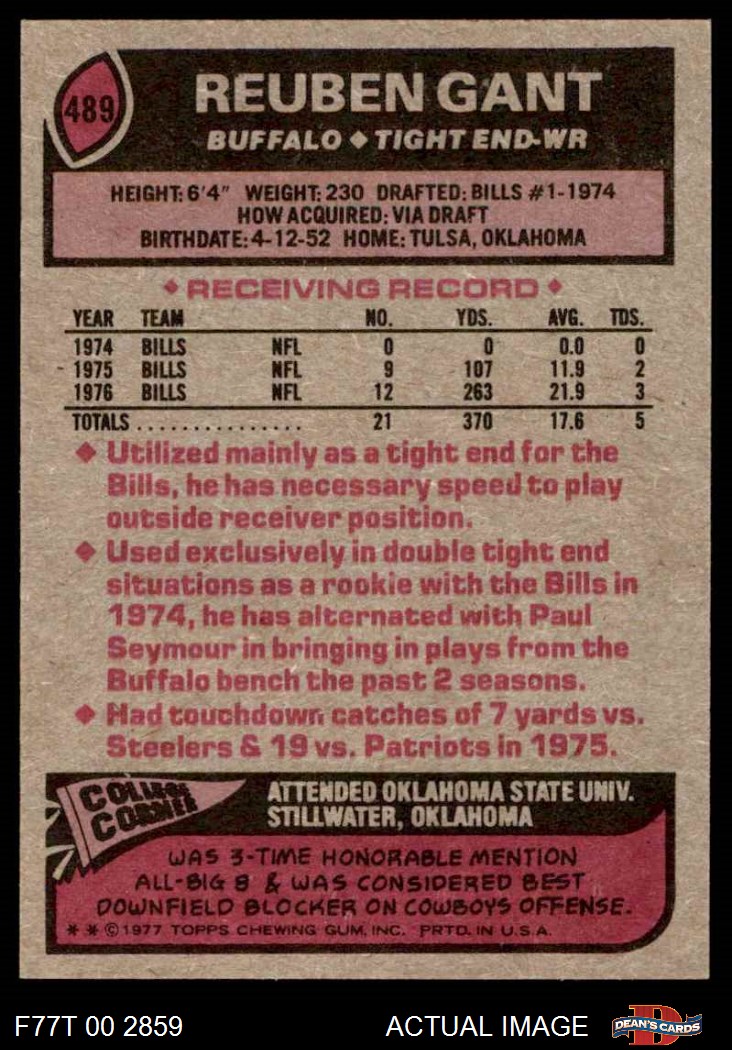 489
REUBEN GANT
BUFFALO ◆ TIGHT END-WR
HEIGHT: 6'4" WEIGHT: 230 DRAFTED: BILLS #1-1974
HOW ACQUIRED: VIA DRAFT
BIRTHDATE: 4-12-52 HOME: TULSA, OKLAHOMA
◆ RECEIVING RECORD ◆
YEAR TEAM NO. YDS. AVG. TDS.
1974 BILLS NFL 0 0 0.0 0
1975 BILLS NFL 9 107 11.9 2
1976 BILLS NFL 12 263 21.9 3
TOTALS ................ 21 370 17.6 5
◆ Utilized mainly as a tight end for the
Bills, he has necessary speed to play
outside receiver position.
◆ Used exclusively in double tight end
situations as a rookie with the Bills in
1974, he has alternated with Paul
Seymour in bringing in plays from the
Buffalo bench the past 2 seasons.
◆ Had touchdown catches of 7 yards vs.
Steelers & 19 vs. Patriots in 1975.
COLLEGE
CORNER
ATTENDED OKLAHOMA STATE UNIV.
STILLWATER, OKLAHOMA
WAS 3-TIME HONORABLE MENTION
ALL-BIG 8 & WAS CONSIDERED BEST
DOWNFIELD BLOCKER ON COWBOYS OFFENSE.
* * © 1977 TOPPS CHEWING GUM, INC. PRTD. IN U.S.A.
F77T 00 2859 ACTUAL IMAGE
D
DEAN'S CARDS